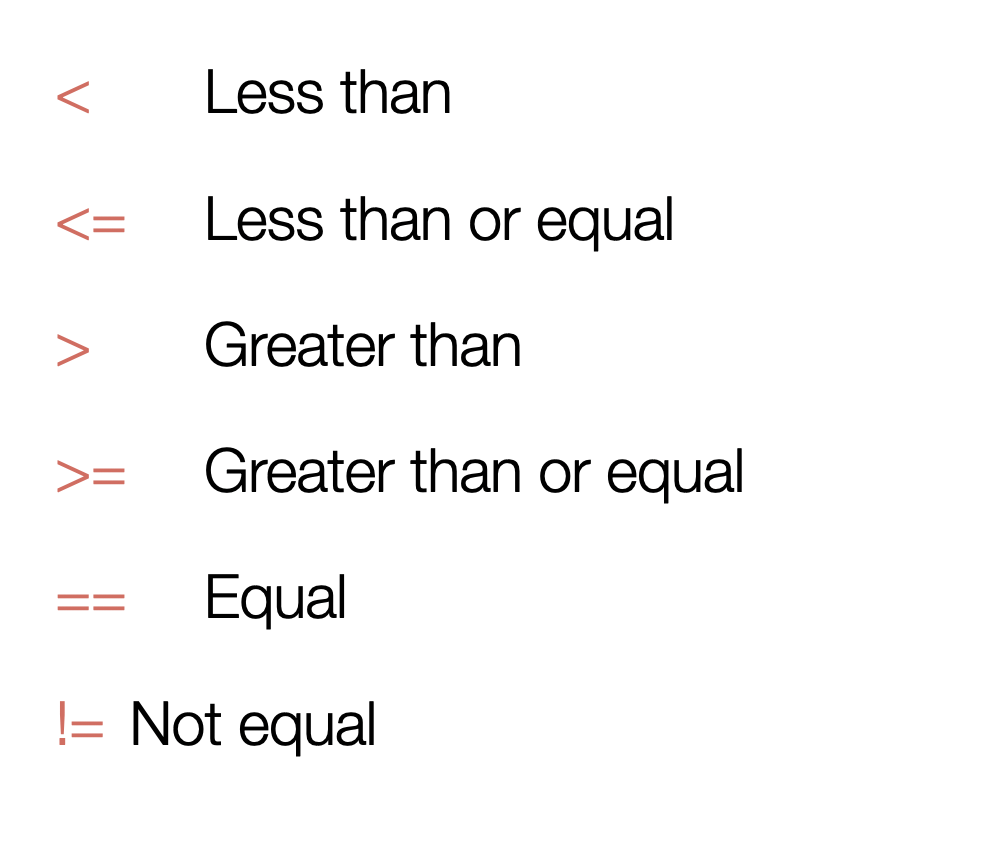 < Less than
<= Less than or equal
> Greater than
>= Greater than or equal
== Equal
!= Not equal